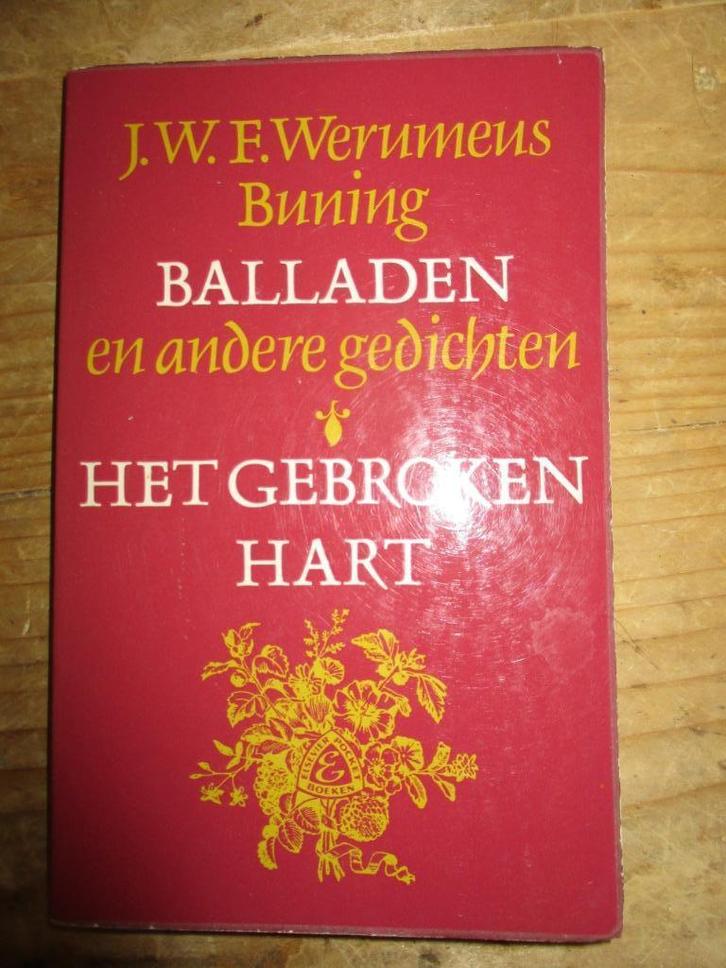 J. W. F. Werumeus
Buning
BALLADEN
en andere gedichten
HET GEBROKEN
HART
ELSEVIER POCKET
E
BOEKEN